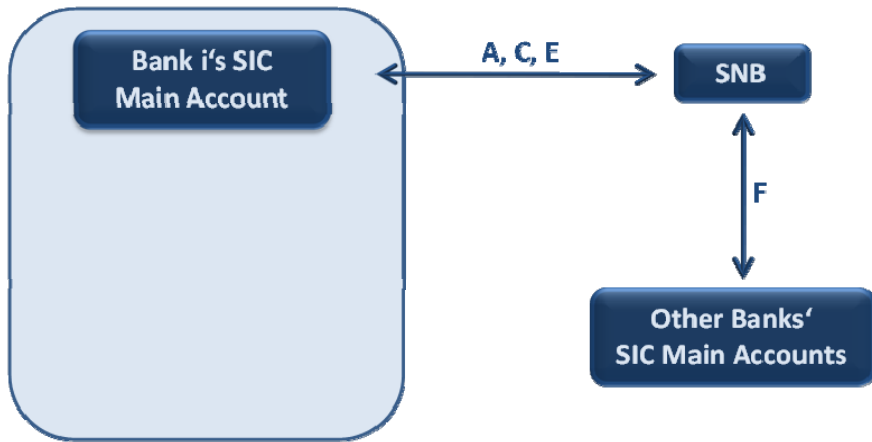 Bank i‘s SIC
Main Account
A, C, E
SNB
F
Other Banks‘
SIC Main Accounts